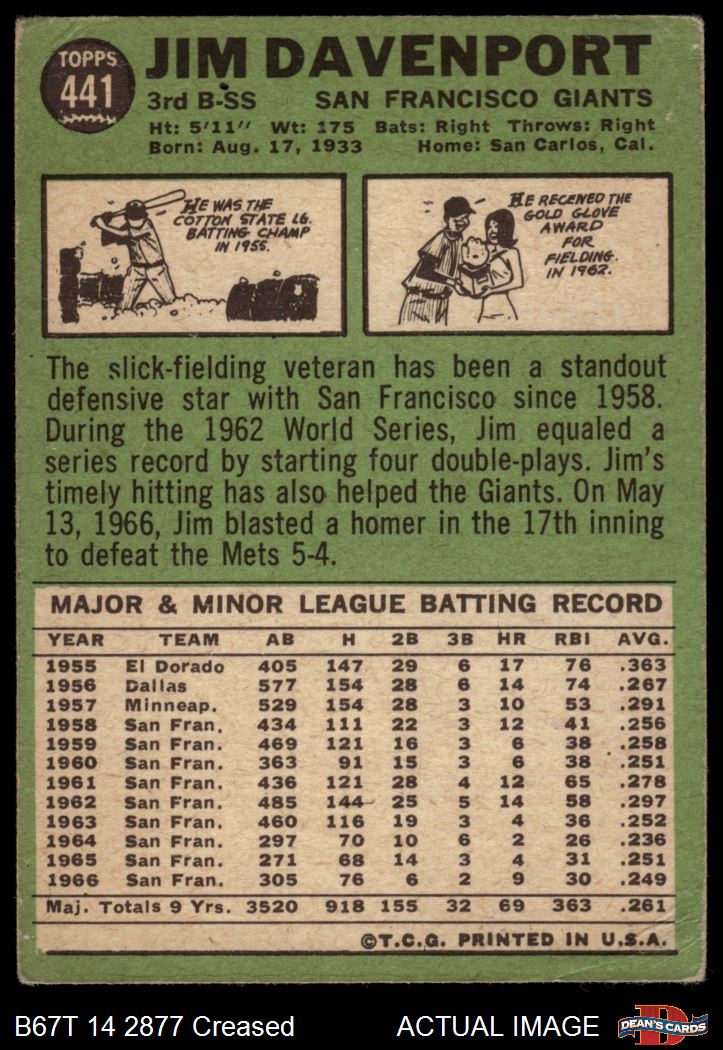 TOPPS
441
JIM DAVENPORT
3rd B-SS SAN FRANCISCO GIANTS
Ht: 5'11" Wt: 175 Bats: Right Throws: Right
Born: Aug. 17, 1933 Home: San Carlos, Cal.
HE WAS THE
COTTON STATE LG.
BATTING CHAMP
IN 1955.
HE RECEIVED THE
GOLD GLOVE
AWARD
FOR
FIELDING
IN 1962.
The slick-fielding veteran has been a standout
defensive star with San Francisco since 1958.
During the 1962 World Series, Jim equaled a
series record by starting four double-plays. Jim's
timely hitting has also helped the Giants. On May
13, 1966, Jim blasted a homer in the 17th inning
to defeat the Mets 5-4.
MAJOR & MINOR LEAGUE BATTING RECORD
YEAR TEAM AB H 2B 3B HR RBI AVG.
1955 El Dorado 405 147 29 6 17 76 .363
1956 Dallas 577 154 28 6 14 74 .267
1957 Minneap. 529 154 28 3 10 53 .291
1958 San Fran. 434 111 22 3 12 41 .256
1959 San Fran. 469 121 16 3 6 38 .258
1960 San Fran. 363 91 15 3 6 38 .251
1961 San Fran. 436 121 28 4 12 65 .278
1962 San Fran. 485 144 25 5 14 58 .297
1963 San Fran. 460 116 19 3 4 36 .252
1964 San Fran. 297 70 10 6 2 26 .236
1965 San Fran. 271 68 14 3 4 31 .251
1966 San Fran. 305 76 6 2 9 30 .249
Maj. Totals 9 Yrs. 3520 918 155 32 69 363 .261
©T.C.G. PRINTED IN U.S.A.
B67T 14 2877 Creased ACTUAL IMAGE
D
DEAN'S CARDS